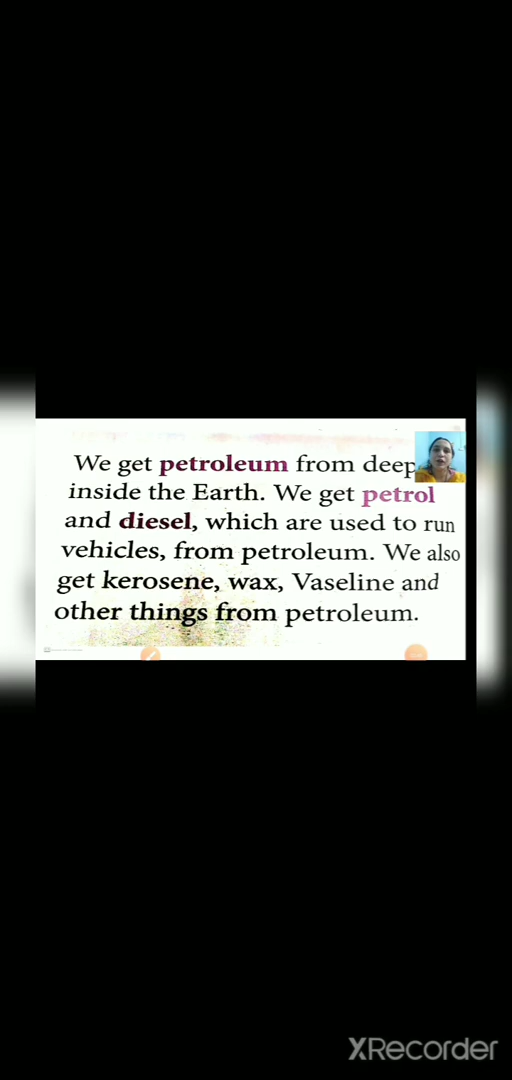 We get petroleum from deep
inside the Earth. We get petrol
and diesel, which are used to run
vehicles, from petroleum. We also
get kerosene, wax, Vaseline and
other things from petroleum.
XRecorder